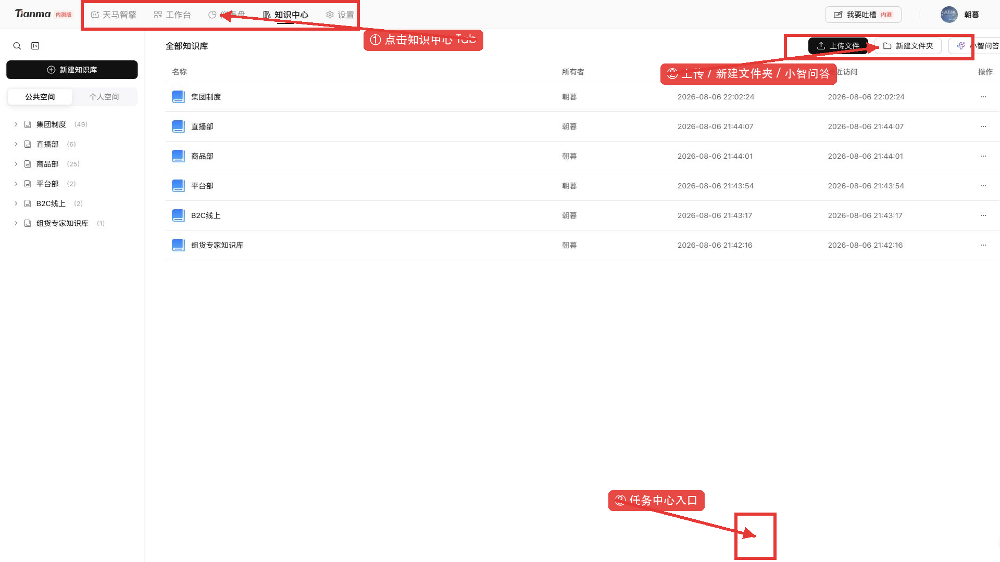 Tianma 内测版
天马智擎
工作台
知识中心
设置
我要吐槽 内测
朝暮
① 点击知识中心 Tab
全部知识库
上传文件
新建文件夹
小智问答
新建知识库
公共空间
个人空间
集团制度 (49)
直播部 (6)
商品部 (25)
平台部 (2)
B2C线上 (2)
组货专家知识库 (1)
名称 所有者 近访问 操作
② 上传 / 新建文件夹 / 小智问答
集团制度 朝暮 2026-08-06 22:02:24 2026-08-06 22:02:24
直播部 朝暮 2026-08-06 21:44:07 2026-08-06 21:44:07
商品部 朝暮 2026-08-06 21:44:01 2026-08-06 21:44:01
平台部 朝暮 2026-08-06 21:43:54 2026-08-06 21:43:54
B2C线上 朝暮 2026-08-06 21:43:17 2026-08-06 21:43:17
组货专家知识库 朝暮 2026-08-06 21:42:16 2026-08-06 21:42:16
③ 任务中心入口